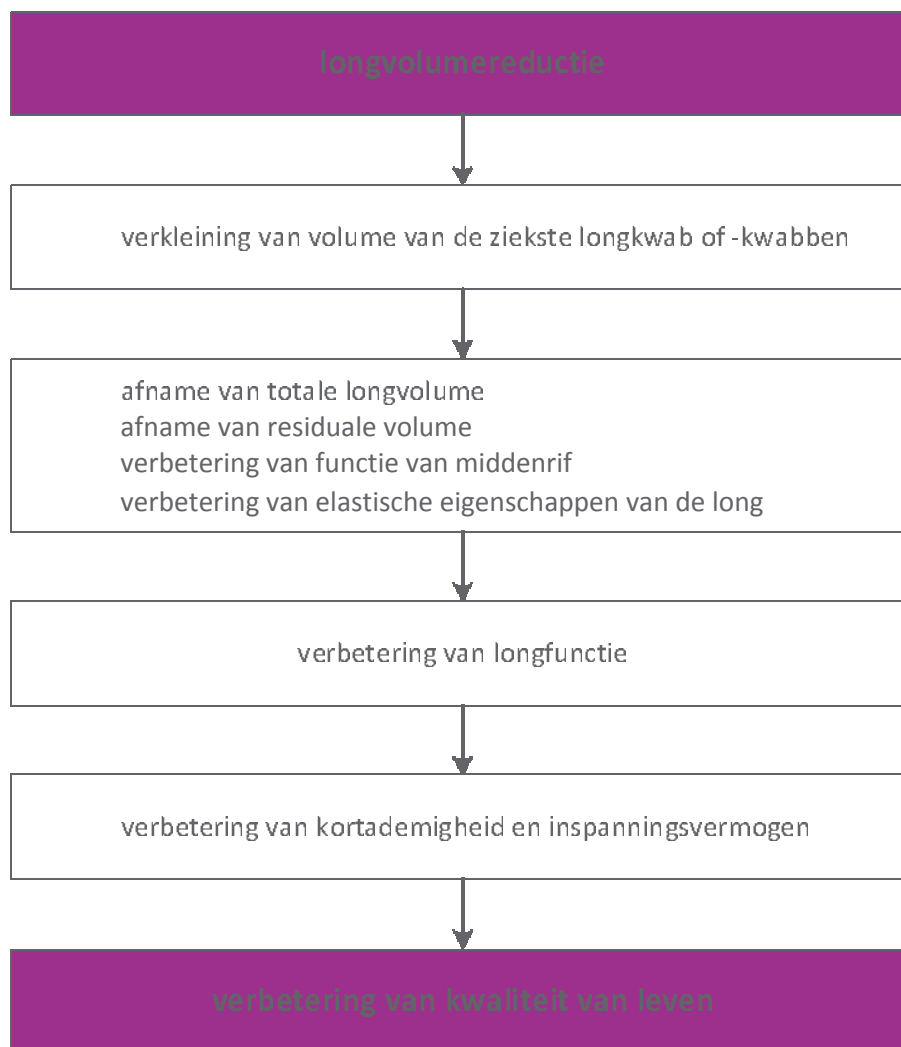 longvolumereductie
verkleining van volume van de ziekste longkwab of -kwabben
afname van totale longvolume
afname van residuale volume
verbetering van functie van middenrif
verbetering van elastische eigenschappen van de long
verbetering van longfunctie
verbetering van kortademigheid en inspanningsvermogen
verbetering van kwaliteit van leven